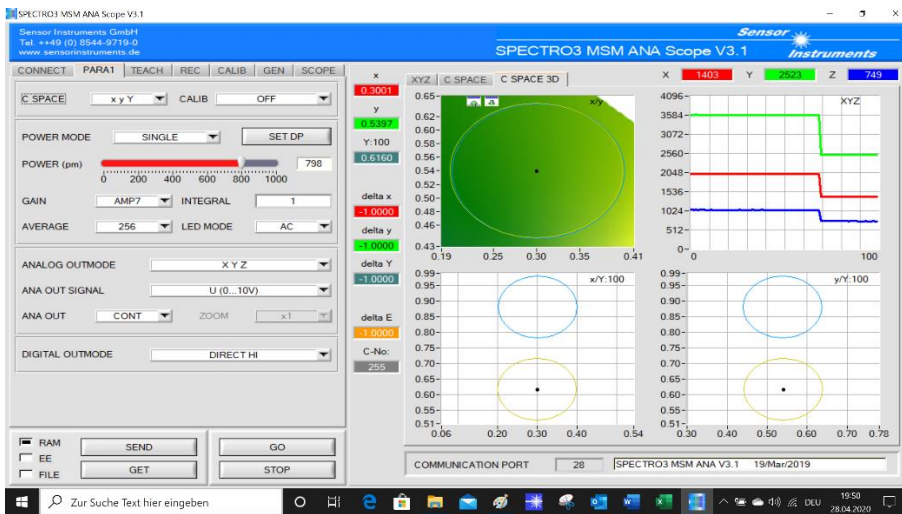 SPECTRO3 MSM ANA Scope V3.1
Sensor Instruments GmbH
Tel. ++49 (0) 8544-9719-0
www.sensorinstruments.de
SPECTRO3 MSM ANA Scope V3.1
Sensor Instruments
CONNECT PARA1 TEACH REC CALIB GEN SCOPE
C SPACE x y Y CALIB OFF
POWER MODE SINGLE SET DP
POWER (pm) 798
0 200 400 600 800 1000
GAIN AMP7 INTEGRAL 1
AVERAGE 256 LED MODE AC
ANALOG OUTMODE X Y Z
ANA OUT SIGNAL U (0...10V)
ANA OUT CONT ZOOM x1
DIGITAL OUTMODE DIRECT HI
RAM
EE
FILE
SEND GO
GET STOP
x
0.3001
y
0.5397
Y:100
0.6160
delta x
-1.0000
delta y
-1.0000
delta Y
-1.0000
delta E
-1.0000
C-No:
255
XYZ C SPACE C SPACE 3D
X 1403 Y 2523 Z 749
x/y
0.65
0.62
0.60
0.58
0.56
0.54
0.52
0.50
0.48
0.46
0.43
0.19 0.25 0.30 0.35 0.41
XYZ
4096
3584
3072
2560
2048
1536
1024
512
0
0 100
x/Y:100
0.99
0.95
0.90
0.85
0.80
0.75
0.70
0.65
0.60
0.55
0.51
0.06 0.20 0.30 0.40 0.54
y/Y:100
0.99
0.95
0.90
0.85
0.80
0.75
0.70
0.65
0.60
0.55
0.51
0.30 0.40 0.50 0.60 0.70 0.78
COMMUNICATION PORT 28 SPECTRO3 MSM ANA V3.1 19/Mar/2019
Zur Suche Text hier eingeben
DEU
19:50
28.04.2020